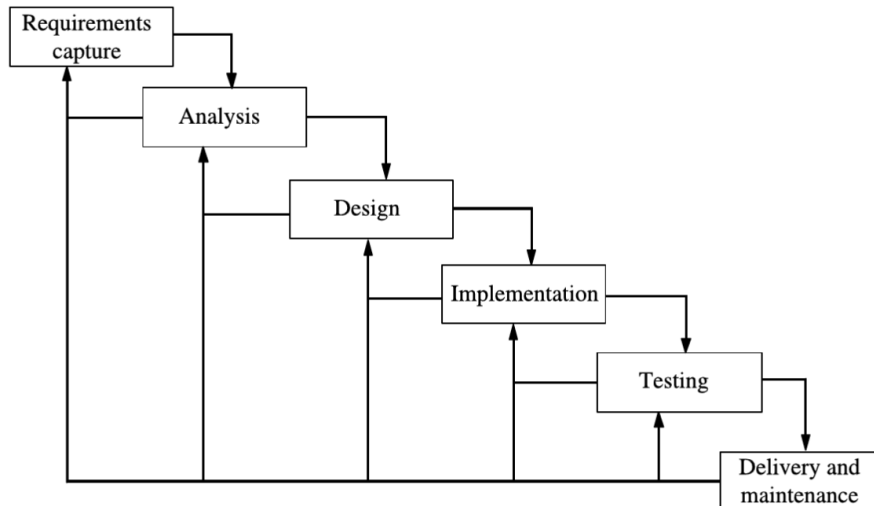 Requirements
capture
Analysis
Design
Implementation
Testing
Delivery and
maintenance